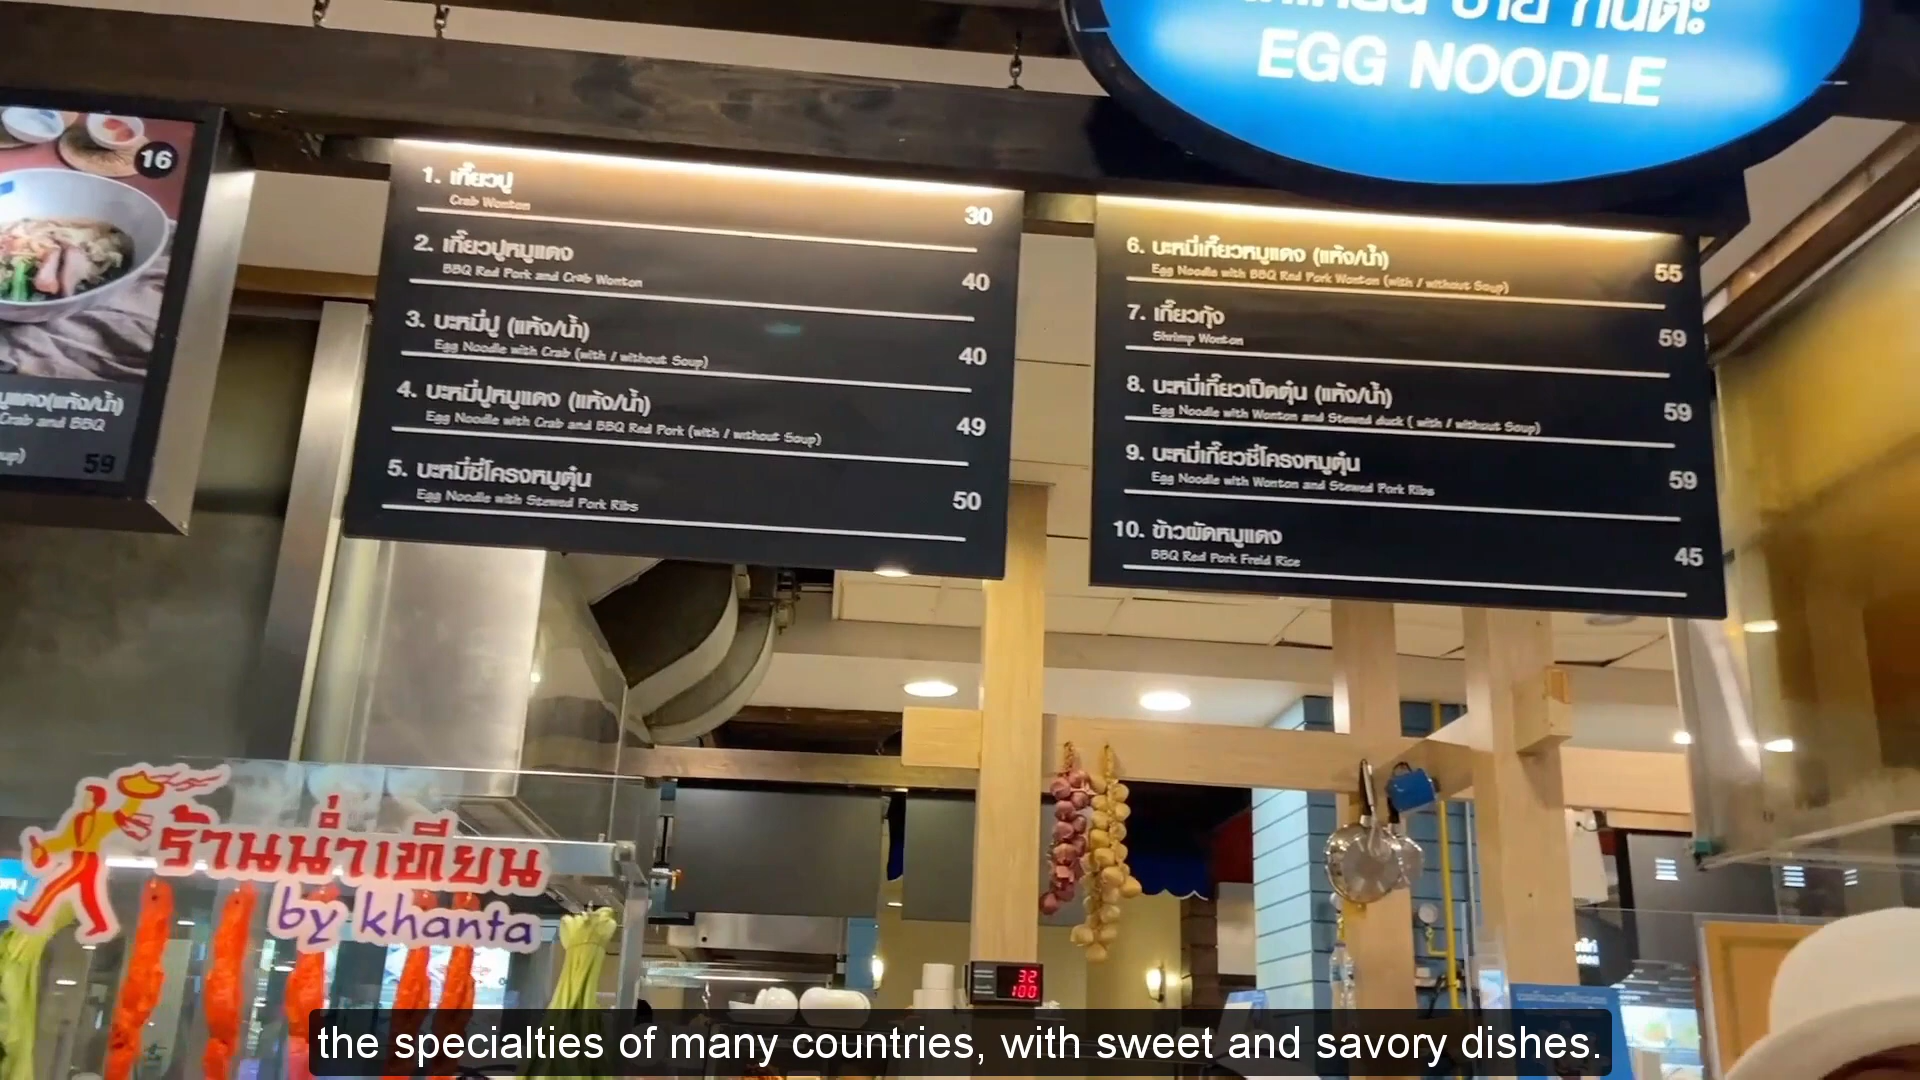 EGG NOODLE
16
1. เกี๊ยวปู
Crab Wonton
30
2. เกี๊ยวปูหมูแดง
BBQ Red Pork and Crab Wonton
40
3. บะหมี่ปู (แห้ง/น้ำ)
Egg Noodle with Crab (with / without Soup)
40
4. บะหมี่ปูหมูแดง (แห้ง/น้ำ)
Egg Noodle with Crab and BBQ Red Pork (with / without Soup)
49
5. บะหมี่ซี่โครงหมูตุ๋น
Egg Noodle with Stewed Pork Ribs
50
6. บะหมี่เกี๊ยวหมูแดง (แห้ง/น้ำ)
Egg Noodle with BBQ Red Pork Wonton (with / without Soup)
55
7. เกี๊ยวกุ้ง
Shrimp Wonton
59
8. บะหมี่เกี๊ยวเป็ดตุ๋น (แห้ง/น้ำ)
Egg Noodle with Wonton and Stewed duck ( with / without Soup)
59
9. บะหมี่เกี๊ยวซี่โครงหมูตุ๋น
Egg Noodle with Wonton and Stewed Pork Ribs
59
10. ข้าวผัดหมูแดง
BBQ Red Pork Freid Rice
45
(แห้ง/น้ำ)
Crab and BBQ
59
ร้านน่ำเทียน
by khanta
32
100
the specialties of many countries, with sweet and savory dishes.